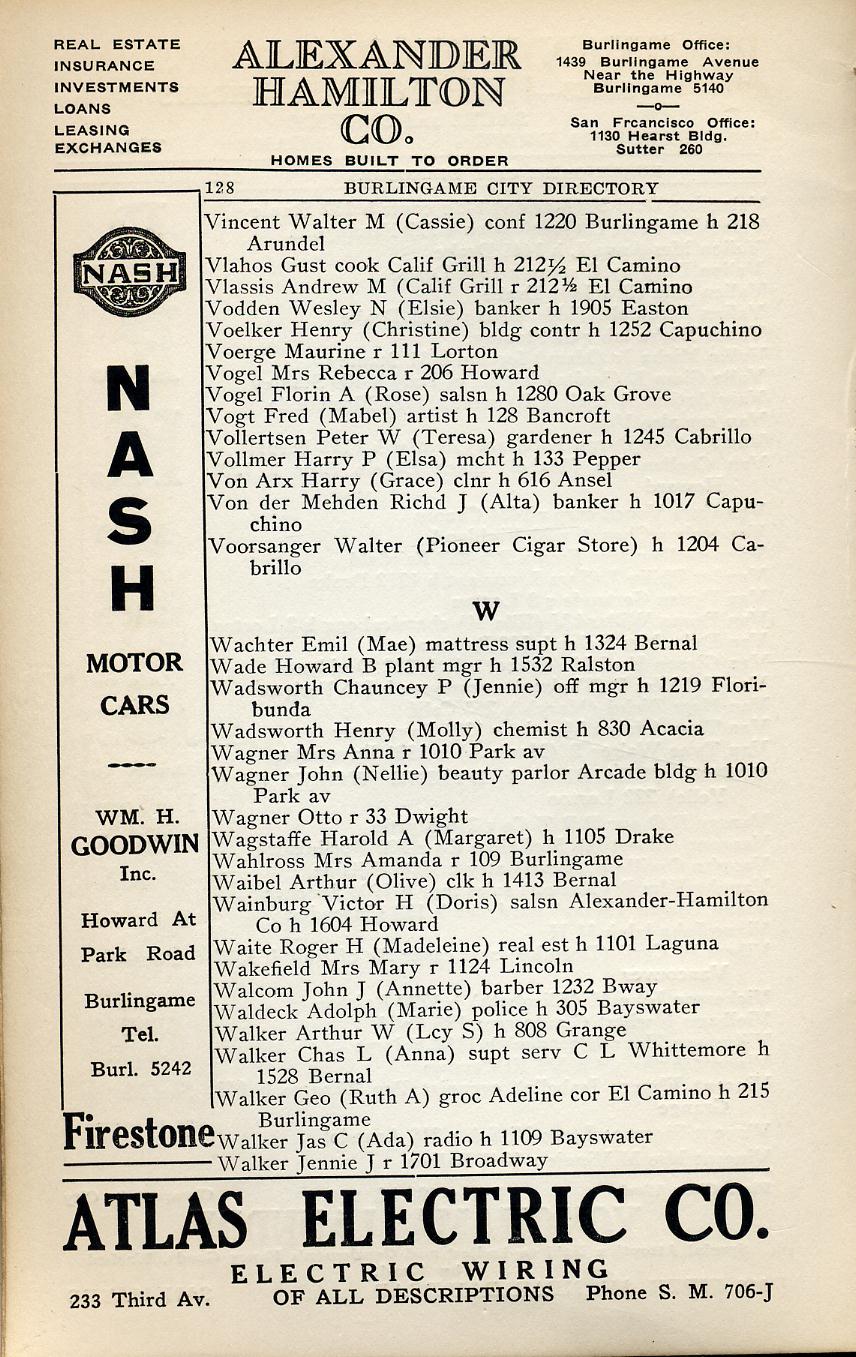 REAL ESTATE
INSURANCE
INVESTMENTS
LOANS
LEASING
EXCHANGES
ALEXANDER
HAMILTON
CO.
HOMES BUILT TO ORDER
Burlingame Office:
1439 Burlingame Avenue
Near the Highway
Burlingame 5140
—o—
San Frcancisco Office:
1130 Hearst Bldg.
Sutter 260
128 BURLINGAME CITY DIRECTORY
NASH
N
A
S
H
MOTOR
CARS
WM. H.
GOODWIN
Inc.
Howard At
Park Road
Burlingame
Tel.
Burl. 5242
Firestone
Vincent Walter M (Cassie) conf 1220 Burlingame h 218
Arundel
Vlahos Gust cook Calif Grill h 212½ El Camino
Vlassis Andrew M (Calif Grill r 212½ El Camino
Vodden Wesley N (Elsie) banker h 1905 Easton
Voelker Henry (Christine) bldg contr h 1252 Capuchino
Voerge Maurine r 111 Lorton
Vogel Mrs Rebecca r 206 Howard
Vogel Florin A (Rose) salsn h 1280 Oak Grove
Vogt Fred (Mabel) artist h 128 Bancroft
Vollertsen Peter W (Teresa) gardener h 1245 Cabrillo
Vollmer Harry P (Elsa) mcht h 133 Pepper
Von Arx Harry (Grace) clnr h 616 Ansel
Von der Mehden Richd J (Alta) banker h 1017 Capu-
chino
Voorsanger Walter (Pioneer Cigar Store) h 1204 Ca-
brillo
W
Wachter Emil (Mae) mattress supt h 1324 Bernal
Wade Howard B plant mgr h 1532 Ralston
Wadsworth Chauncey P (Jennie) off mgr h 1219 Flori-
bunda
Wadsworth Henry (Molly) chemist h 830 Acacia
Wagner Mrs Anna r 1010 Park av
Wagner John (Nellie) beauty parlor Arcade bldg h 1010
Park av
Wagner Otto r 33 Dwight
Wagstaffe Harold A (Margaret) h 1105 Drake
Wahlross Mrs Amanda r 109 Burlingame
Waibel Arthur (Olive) clk h 1413 Bernal
Wainburg Victor H (Doris) salsn Alexander-Hamilton
Co h 1604 Howard
Waite Roger H (Madeleine) real est h 1101 Laguna
Wakefield Mrs Mary r 1124 Lincoln
Walcom John J (Annette) barber 1232 Bway
Waldeck Adolph (Marie) police h 305 Bayswater
Walker Arthur W (Lcy S) h 808 Grange
Walker Chas L (Anna) supt serv C L Whittemore h
1528 Bernal
Walker Geo (Ruth A) groc Adeline cor El Camino h 215
Burlingame
Walker Jas C (Ada) radio h 1109 Bayswater
Walker Jennie J r 1701 Broadway
ATLAS ELECTRIC CO.
ELECTRIC WIRING
233 Third Av. OF ALL DESCRIPTIONS Phone S. M. 706-J